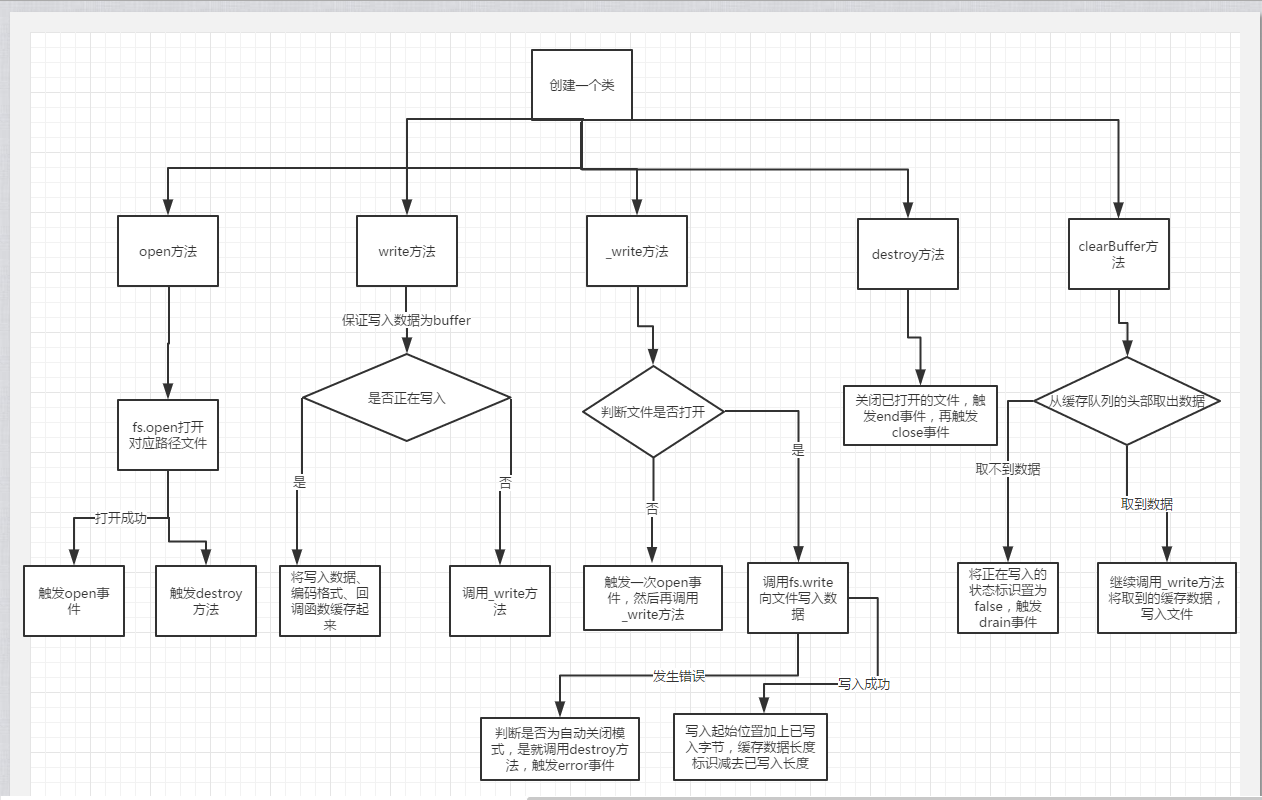 创建一个类
open方法
write方法
_write方法
destroy方法
clearBuffer方
法
保证写入数据为buffer
是否正在写入
判断文件是否打开
关闭已打开的文件，触
发end事件，再触发
close事件
从缓存队列的头部取出数据
fs.open打开
对应路径文件
是
否
是
否
取不到数据
取到数据
打开成功
触发open事
件
触发destroy
方法
将写入数据、
编码格式、回
调函数缓存起
来
调用_write方
法
触发一次open事
件，然后再调用
_write方法
调用fs.write
向文件写入数
据
将正在写入的
状态标识置为
false，触发
drain事件
继续调用_write方法
将取到的缓存数据，
写入文件
发生错误
写入成功
判断是否为自动关闭模
式，是就调用destroy方
法，触发error事件
写入起始位置加上已写
入字节，缓存数据长度
标识减去已写入长度